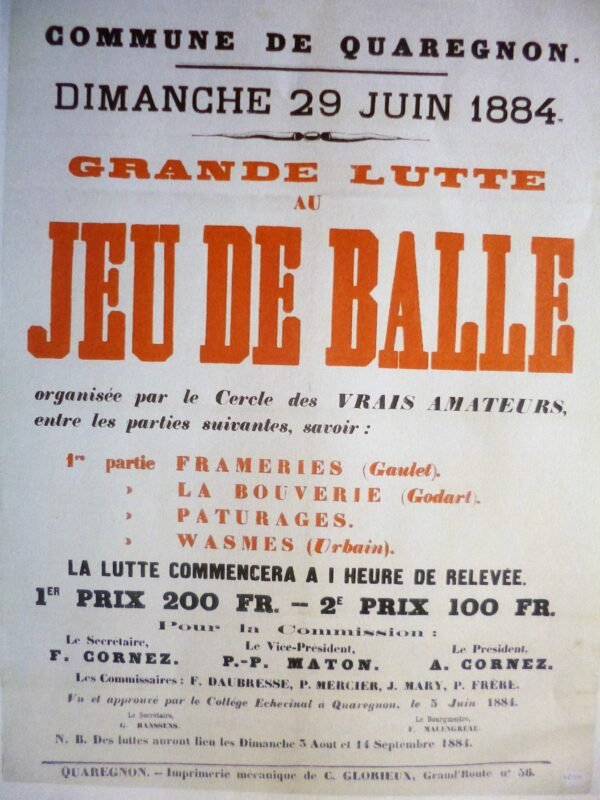 COMMUNE DE QUAREGNON.
DIMANCHE 29 JUIN 1884.
GRANDE LUTTE
AU
JEU DE BALLE
organisée par le Cercle des VRAIS AMATEURS,
entre les parties suivantes, savoir :
1re partie FRAMERIES (Gaulet).
» LA BOUVERIE (Godart).
» PATURAGES.
» WASMES (Urbain).
LA LUTTE COMMENCERA A 1 HEURE DE RELEVÉE.
1ER PRIX 200 FR. — 2E PRIX 100 FR.
Pour la Commission :
Le Secrétaire, Le Vice-Président, Le Président,
F. CORNEZ. P.-P. MATON. A. CORNEZ.
Les Commissaires : F. DAUBRESSE, P. MERCIER, J. MARY, P. FRÈRE.
Vu et approuvé par le Collége Echevinal à Quaregnon, le 5 Juin 1884.
Le Secrétaire, Le Bourgmestre,
G. HANSSENS. F. MALENGREAU.
N. B. Des luttes auront lieu les Dimanche 3 Aout et 14 Septembre 1884.
QUAREGNON. — Imprimerie mécanique de C. GLORIEUX, Grand'Route n° 56.